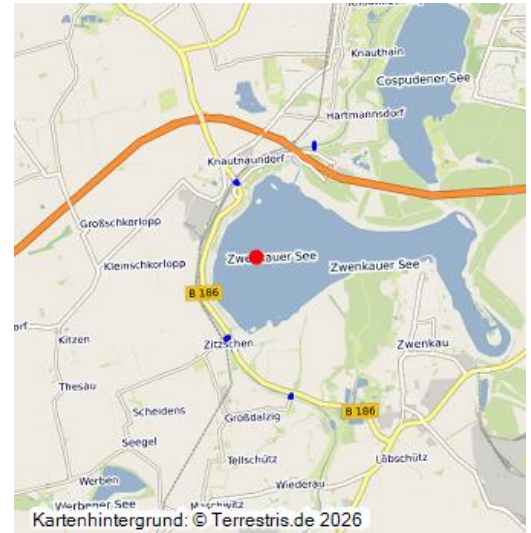 Knauthain
Cospudener See
Hartmannsdorf
Knautnaundorf
Großschkorlopp
Zwenkauer See
Kleinschkorlopp
Zwenkauer See
B 186
Kitzen
Zitzschen
Zwenkau
Thesau
Scheidens
Großdalzig
B 186
Seegel
Tellschütz
Löbschütz
Werben
Wiederau
Werbener See
Kartenhintergrund: © Terrestris.de 2026